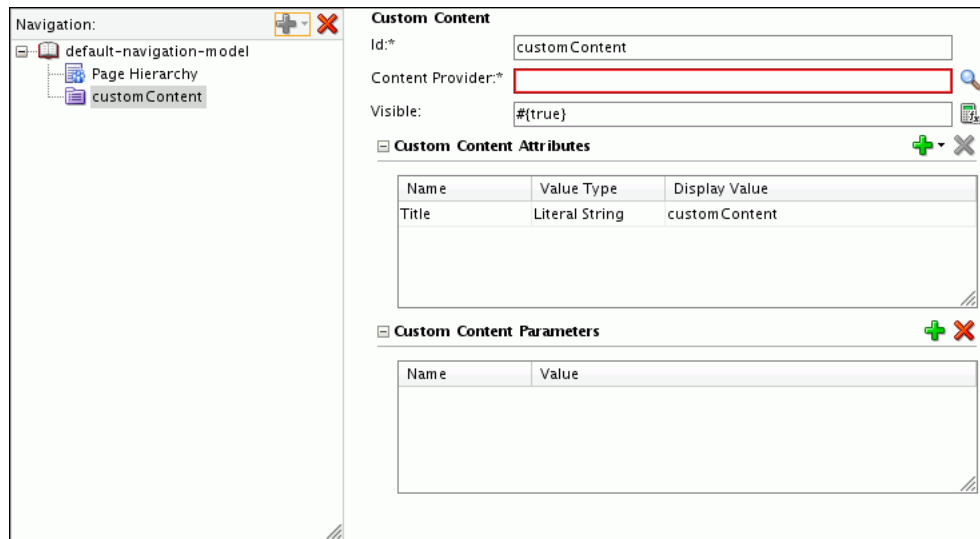 Navigation:
default-navigation-model
Page Hierarchy
customContent
Custom Content
Id:*
customContent
Content Provider:*
Visible:
#{true}
Custom Content Attributes
Name Value Type Display Value
Title Literal String customContent
Custom Content Parameters
Name Value